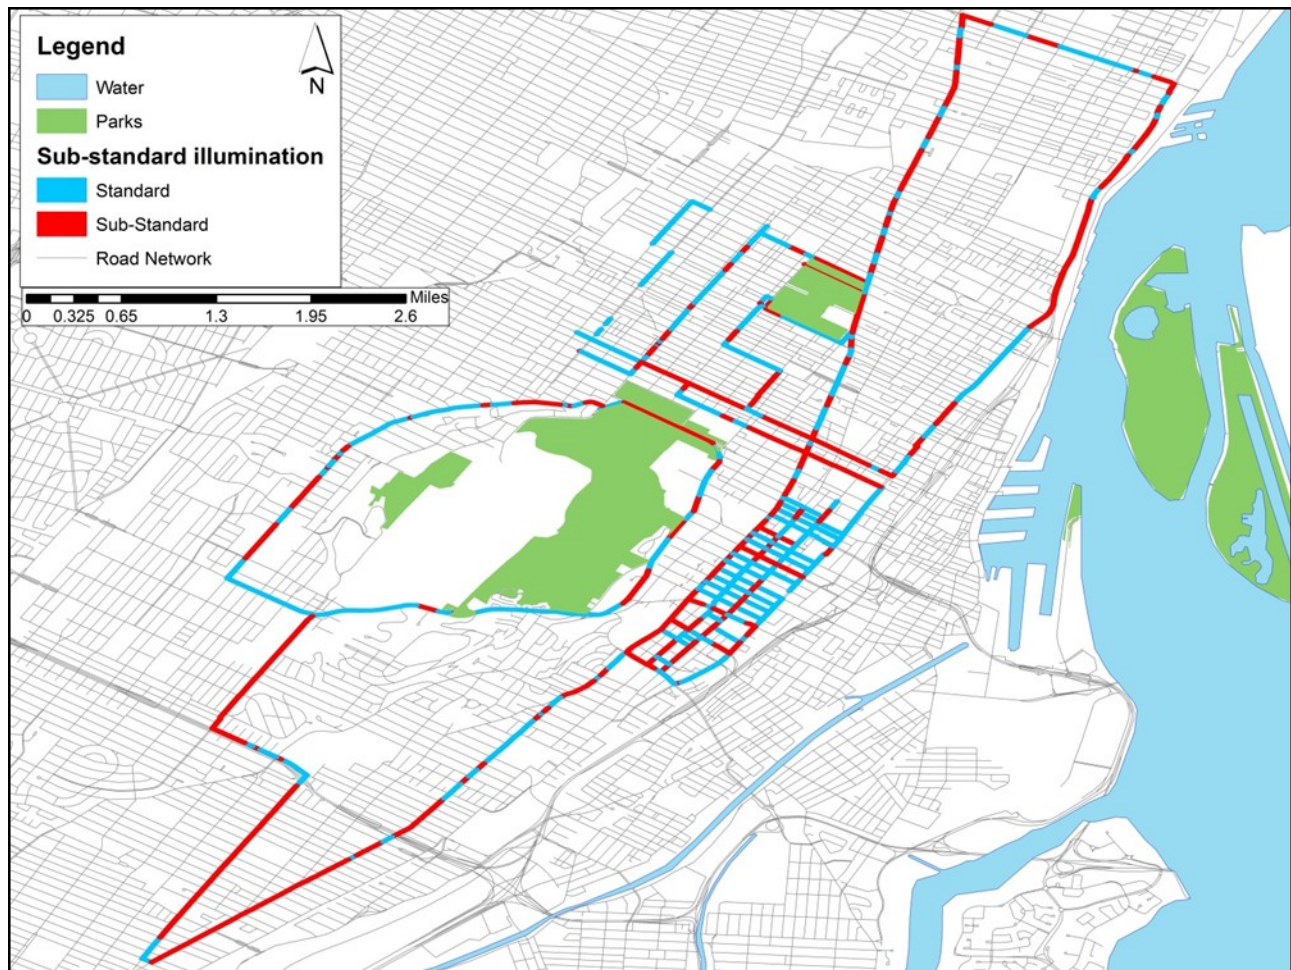 Legend
N
Water
Parks
Sub-standard illumination
Standard
Sub-Standard
Road Network
Miles
0 0.325 0.65 1.3 1.95 2.6